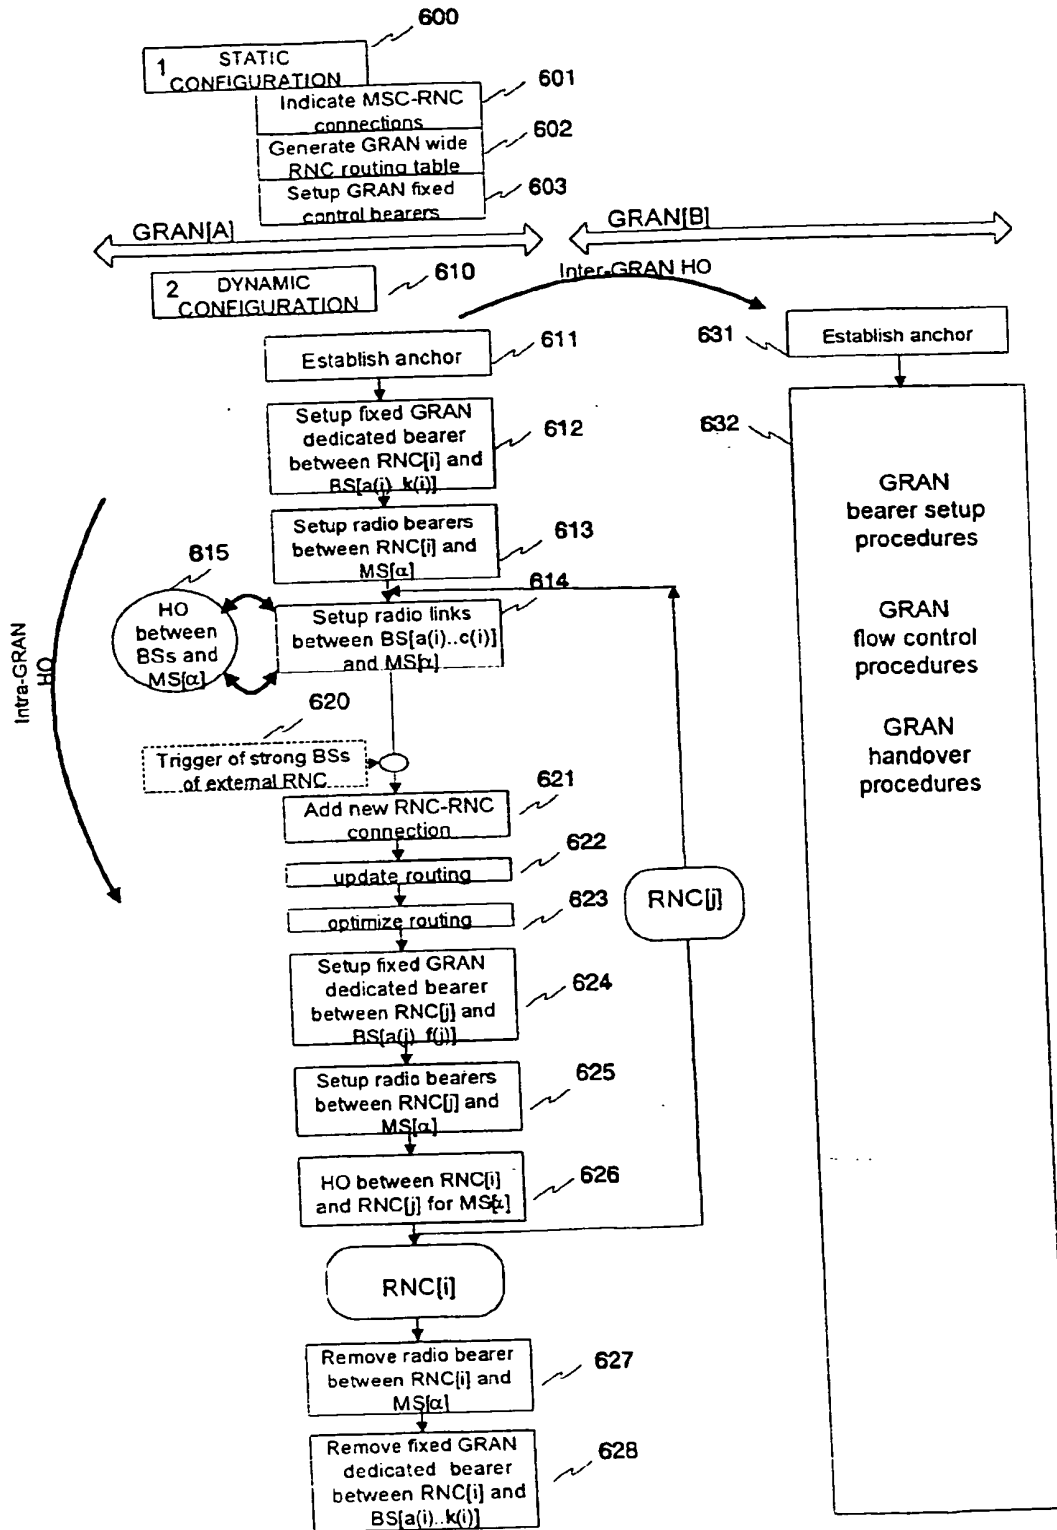 600
1 STATIC
CONFIGURATION
601
Indicate MSC-RNC
connections
602
Generate GRAN wide
RNC routing table
603
Setup GRAN fixed
control bearers
GRAN[A]
GRAN[B]
2 DYNAMIC
CONFIGURATION
610
Inter-GRAN HO
611
Establish anchor
631
Establish anchor
Setup fixed GRAN
dedicated bearer
between RNC[i] and
BS[a(i)..k(i)]
612
632
GRAN
bearer setup
procedures
GRAN
flow control
procedures
GRAN
handover
procedures
Setup radio bearers
between RNC[i] and
MS[α]
613
615
HO
between
BSs and
MS[α]
614
Setup radio links
between BS[a(i)..c(i)]
and MS[α]
Intra-GRAN
HO
620
Trigger of strong BSs
of external RNC
621
Add new RNC-RNC
connection
622
update routing
623
optimize routing
RNC[j]
Setup fixed GRAN
dedicated bearer
between RNC[j] and
BS[a(j)..f(j)]
624
Setup radio bearers
between RNC[j] and
MS[α]
625
HO between RNC[i]
and RNC[j] for MS[α]
626
RNC[i]
Remove radio bearer
between RNC[i] and
MS[α]
627
Remove fixed GRAN
dedicated bearer
between RNC[i] and
BS[a(i)..k(i)]
628